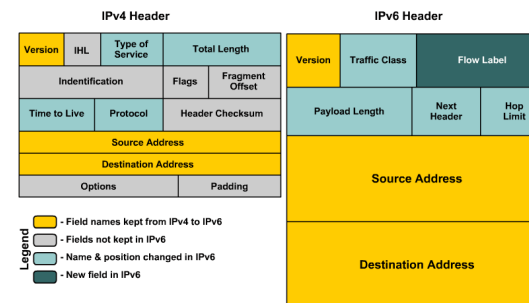 IPv4 Header
Version IHL Type of Service Total Length
Indentification Flags Fragment Offset
Time to Live Protocol Header Checksum
Source Address
Destination Address
Options Padding
Legend
- Field names kept from IPv4 to IPv6
- Fields not kept in IPv6
- Name & position changed in IPv6
- New field in IPv6
IPv6 Header
Version Traffic Class Flow Label
Payload Length Next Header Hop Limit
Source Address
Destination Address